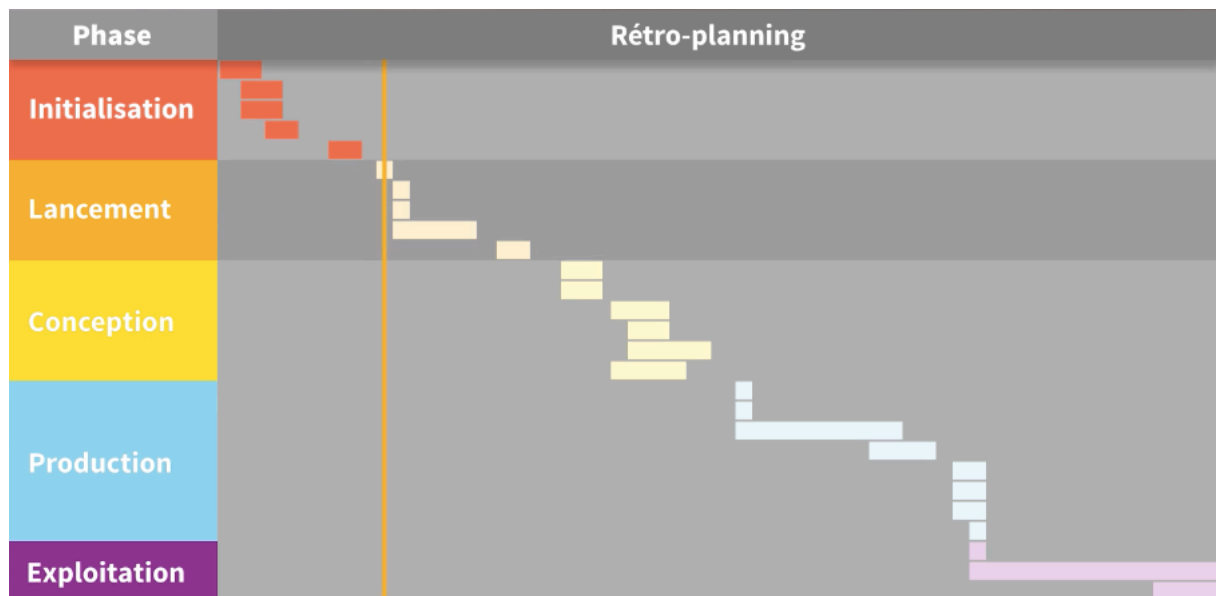 Phase
Rétro-planning
Initialisation
Lancement
Conception
Production
Exploitation